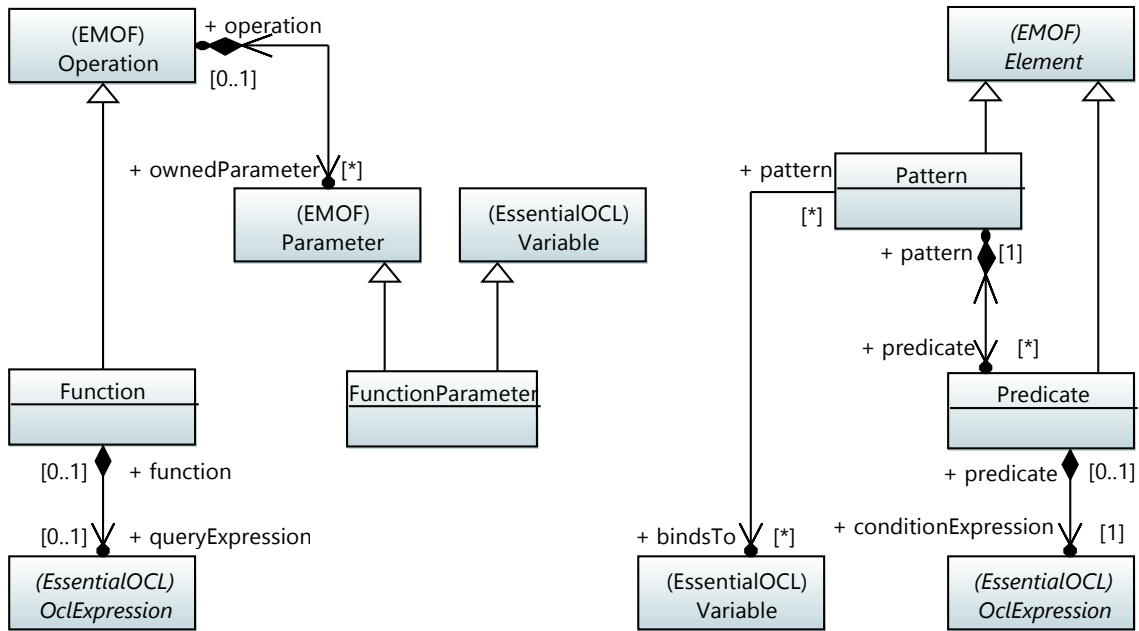 (EMOF)
Operation
+ operation
[0..1]
+ ownedParameter
[*]
(EMOF)
Parameter
(EssentialOCL)
Variable
Function
FunctionParameter
[0..1]
+ function
[0..1]
+ queryExpression
(EssentialOCL)
OclExpression
(EMOF)
Element
+ pattern
[*]
Pattern
+ pattern
[1]
+ predicate
[*]
Predicate
+ predicate
[0..1]
+ bindsTo
[*]
+ conditionExpression
[1]
(EssentialOCL)
Variable
(EssentialOCL)
OclExpression